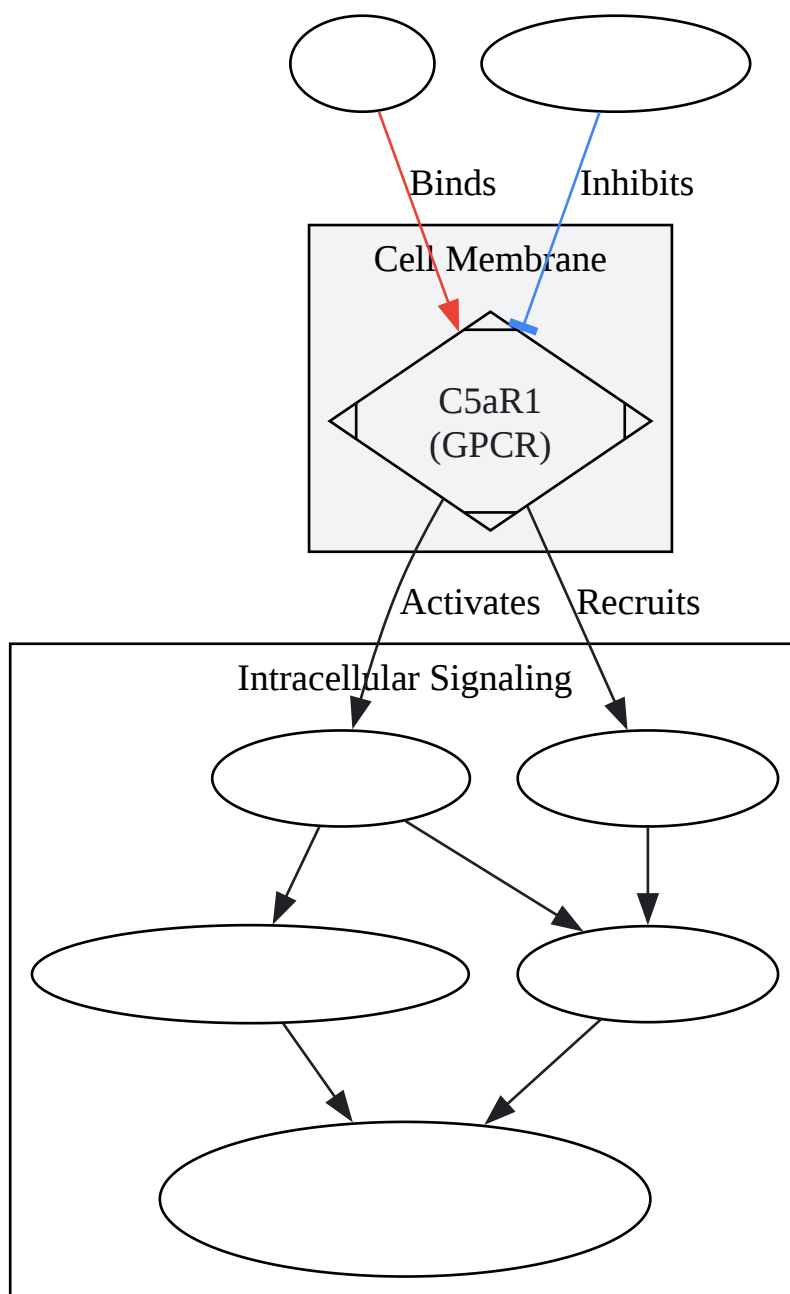 Binds
Inhibits
Cell Membrane
C5aR1
(GPCR)
Activates
Recruits
Intracellular Signaling